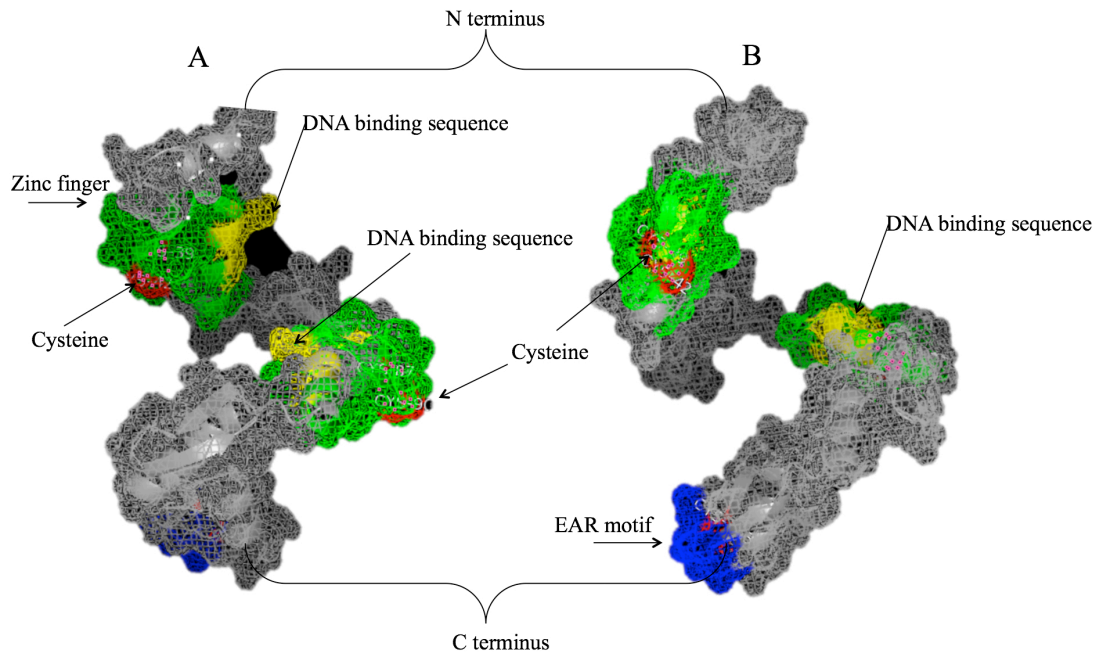 N terminus
A
B
DNA binding sequence
Zinc finger
DNA binding sequence
DNA binding sequence
Cysteine
Cysteine
EAR motif
C terminus